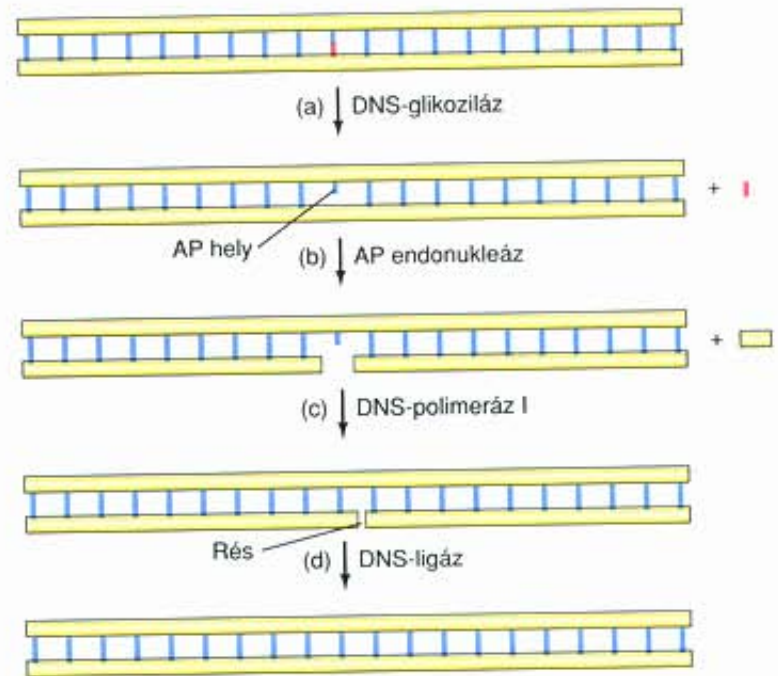 (a) DNS-glikoziláz
+
AP hely
(b) AP endonukleáz
+
(c) DNS-polimeráz I
Rés
(d) DNS-ligáz